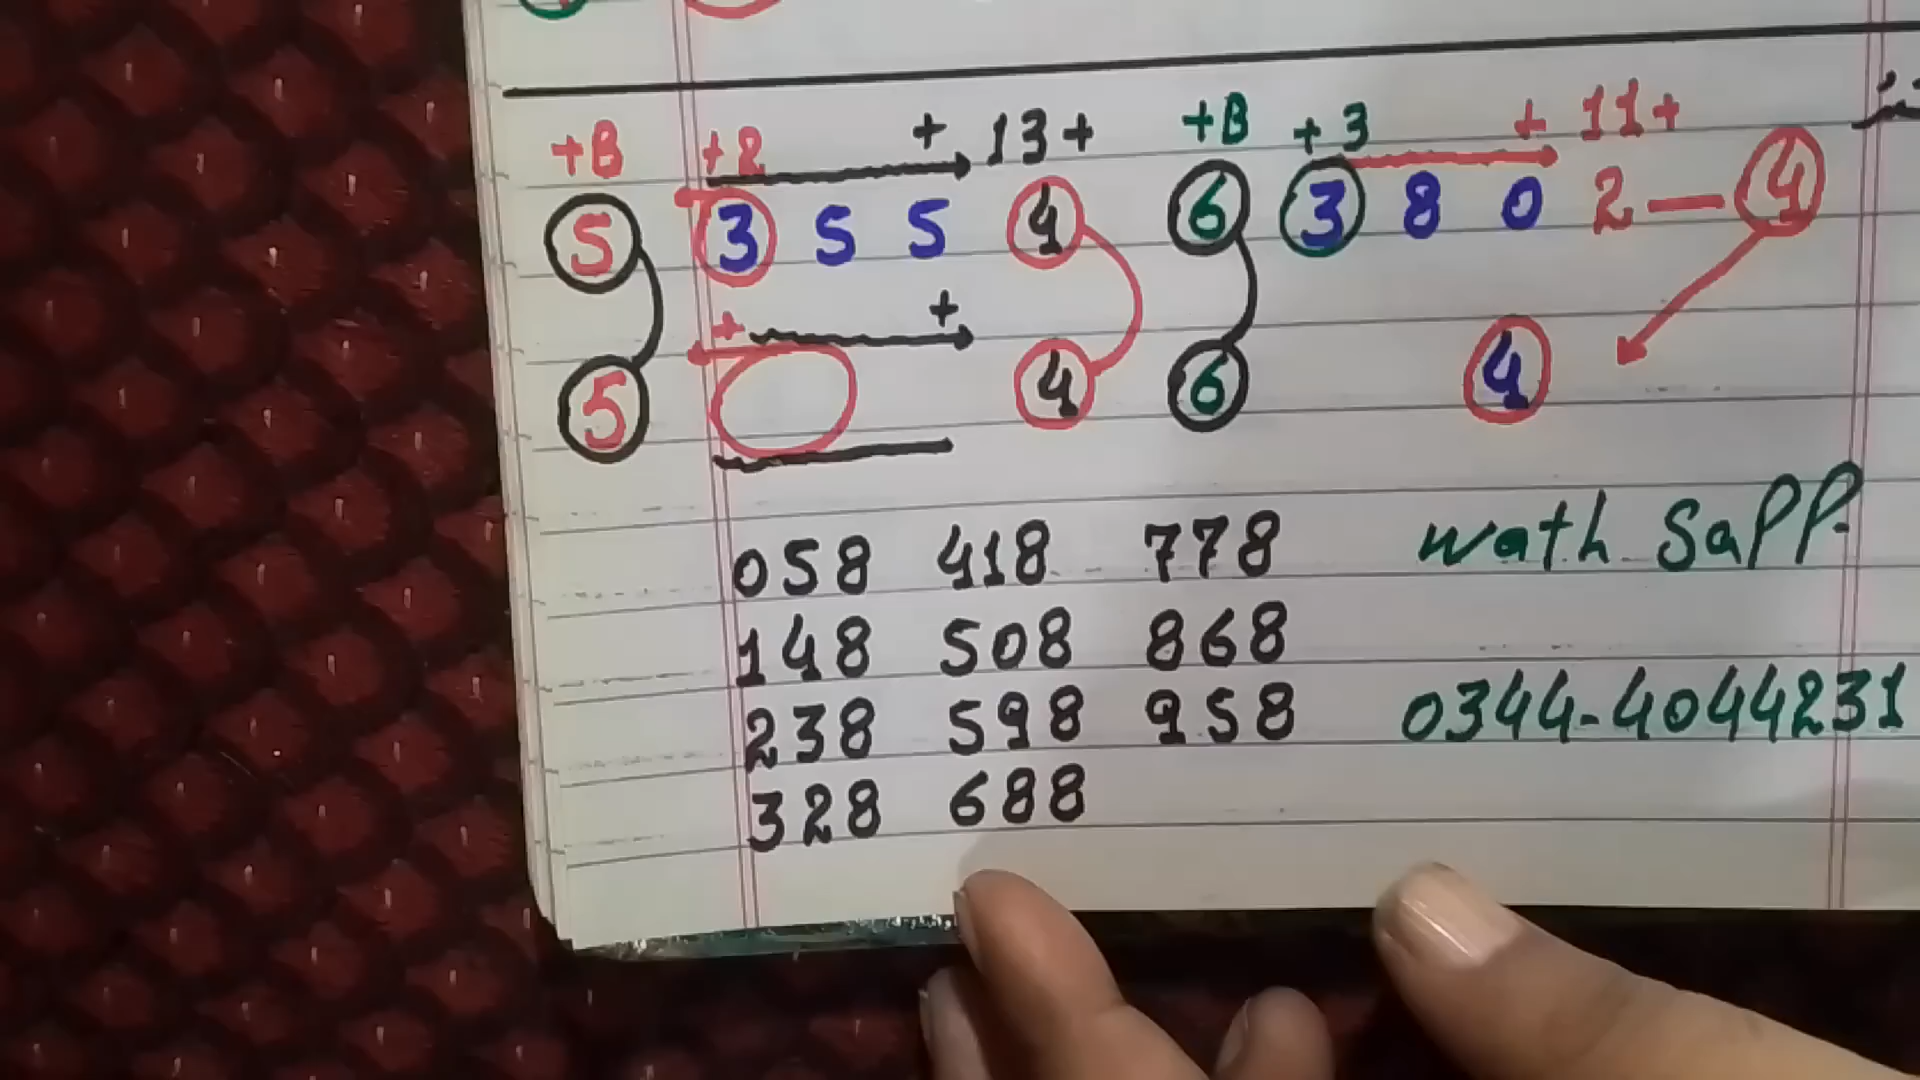 +B +2 + 13+ +B +3 + 11+
5 3 5 5 4 6 3 8 0 2 — 4
+ +
5 4 6 4
058 418 778 wath SaPP.
148 508 868
238 598 958 0344-4044231
328 688